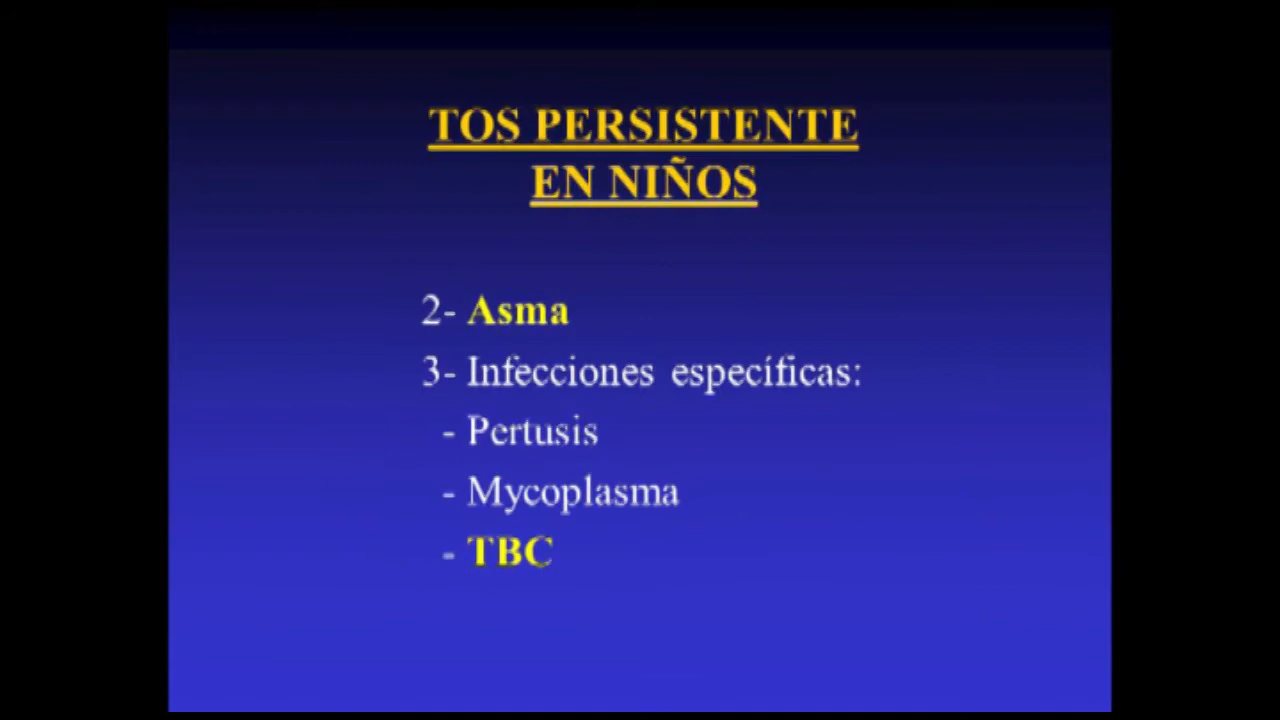 TOS PERSISTENTE
EN NIÑOS
2- Asma
3- Infecciones específicas:
- Pertusis
- Mycoplasma
- TBC